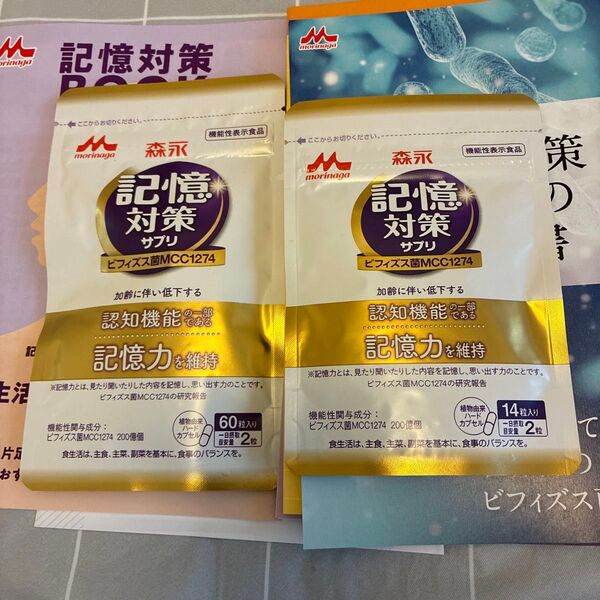 morinaga
記憶対策
BOOK
ここからお切りください。
機能性表示食品
morinaga
森永
記憶
対策
サプリ
ビフィズス菌MCC1274
加齢に伴い低下する
認知機能の一部である
記憶力を維持
※記憶力とは、見たり聞いたりした内容を記憶し、思い出す力のことです。
ビフィズス菌MCC1274の研究報告
機能性関与成分:
ビフィズス菌MCC1274 200億個
植物由来
ハード
カプセル
60粒入り
一日摂取
目安量2粒
食生活は、主食、主菜、副菜を基本に、食事のバランスを。
morinaga
ここからお切りください。
機能性表示食品
morinaga
森永
記憶
対策
サプリ
ビフィズス菌MCC1274
加齢に伴い低下する
認知機能の一部である
記憶力を維持
※記憶力とは、見たり聞いたりした内容を記憶し、思い出す力のことです。
ビフィズス菌MCC1274の研究報告
機能性関与成分:
ビフィズス菌MCC1274 200億個
植物由来
ハード
カプセル
14粒入り
一日摂取
目安量2粒
食生活は、主食、主菜、副菜を基本に、食事のバランスを。
策
の
書
記
生活
片足
おす
て
の
ビフィズス菌